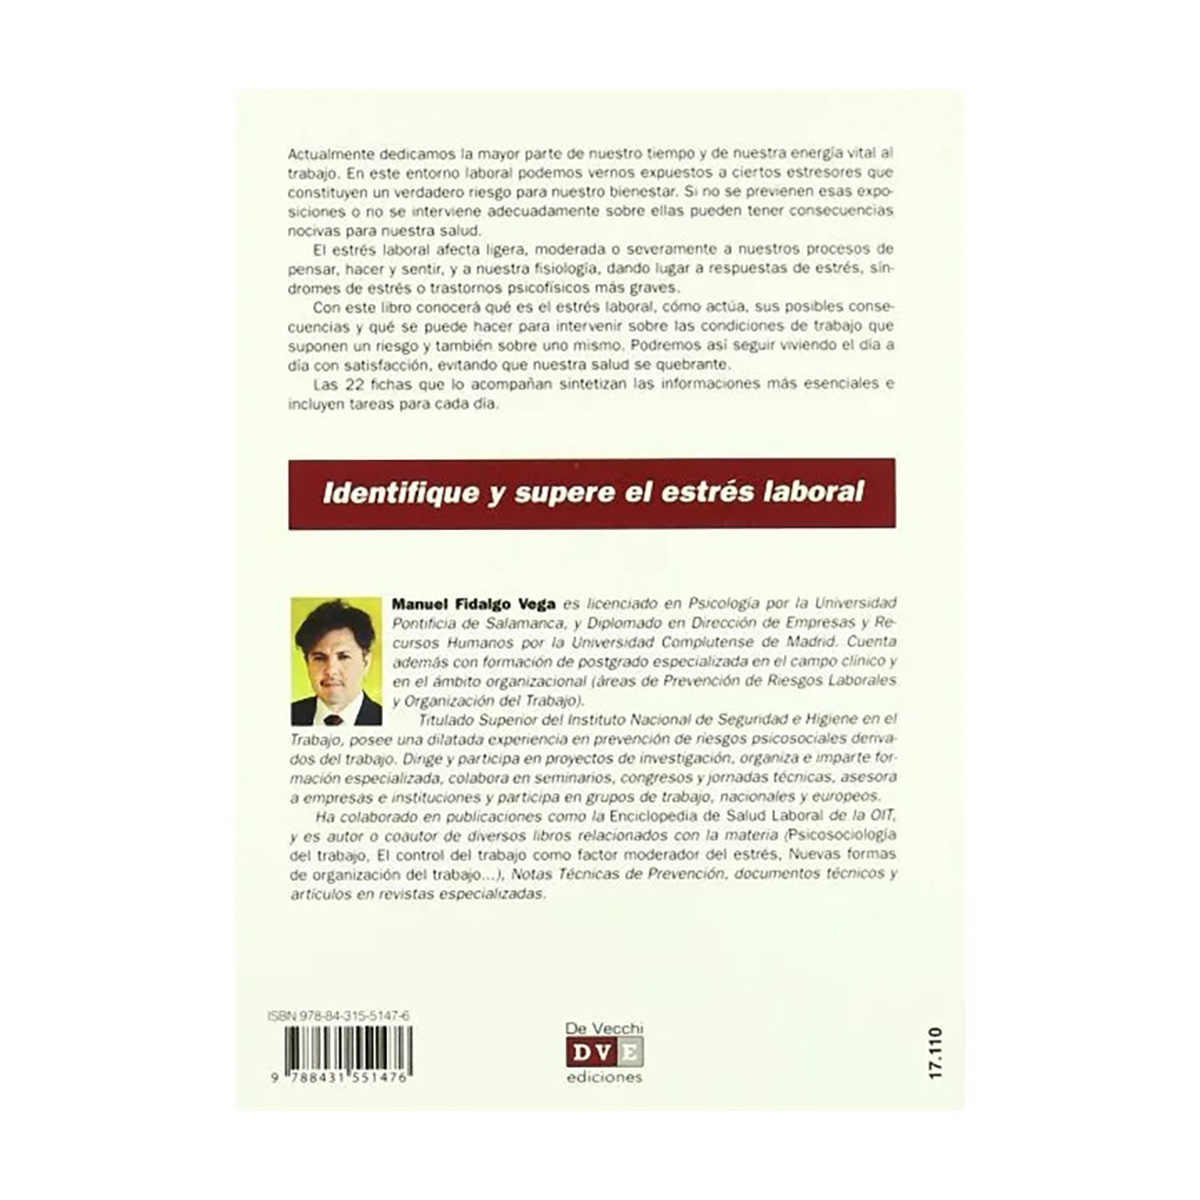 Actualmente dedicamos la mayor parte de nuestro tiempo y de nuestra energía vital al
trabajo. En este entorno laboral podemos vernos expuestos a ciertos estresores que
constituyen un verdadero riesgo para nuestro bienestar. Si no se previenen esas expo-
siciones o no se interviene adecuadamente sobre ellas pueden tener consecuencias
nocivas para nuestra salud.
El estrés laboral afecta ligera, moderada o severamente a nuestros procesos de
pensar, hacer y sentir, y a nuestra fisiología, dando lugar a respuestas de estrés, sín-
dromes de estrés o trastornos psicofísicos más graves.
Con este libro conocerá qué es el estrés laboral, cómo actúa, sus posibles conse-
cuencias y qué se puede hacer para intervenir sobre las condiciones de trabajo que
suponen un riesgo y también sobre uno mismo. Podremos así seguir viviendo el día a
día con satisfacción, evitando que nuestra salud se quebrante.
Las 22 fichas que lo acompañan sintetizan las informaciones más esenciales e
incluyen tareas para cada día.
Identifique y supere el estrés laboral
Manuel Fidalgo Vega es licenciado en Psicología por la Universidad
Pontificia de Salamanca, y Diplomado en Dirección de Empresas y Re-
cursos Humanos por la Universidad Complutense de Madrid. Cuenta
además con formación de postgrado especializada en el campo clínico y
en el ámbito organizacional (áreas de Prevención de Riesgos Laborales
y Organización del Trabajo).
Titulado Superior del Instituto Nacional de Seguridad e Higiene en el
Trabajo, posee una dilatada experiencia en prevención de riesgos psicosociales deriva-
dos del trabajo. Dirige y participa en proyectos de investigación, organiza e imparte for-
mación especializada, colabora en seminarios, congresos y jornadas técnicas, asesora
a empresas e instituciones y participa en grupos de trabajo, nacionales y europeos.
Ha colaborado en publicaciones como la Enciclopedia de Salud Laboral de la OIT,
y es autor o coautor de diversos libros relacionados con la materia (Psicosociología
del trabajo, El control del trabajo como factor moderador del estrés, Nuevas formas
de organización del trabajo...), Notas Técnicas de Prevención, documentos técnicos y
artículos en revistas especializadas.
ISBN 978-84-315-5147-6
9 788431 551476
De Vecchi
DVE
ediciones
17.110